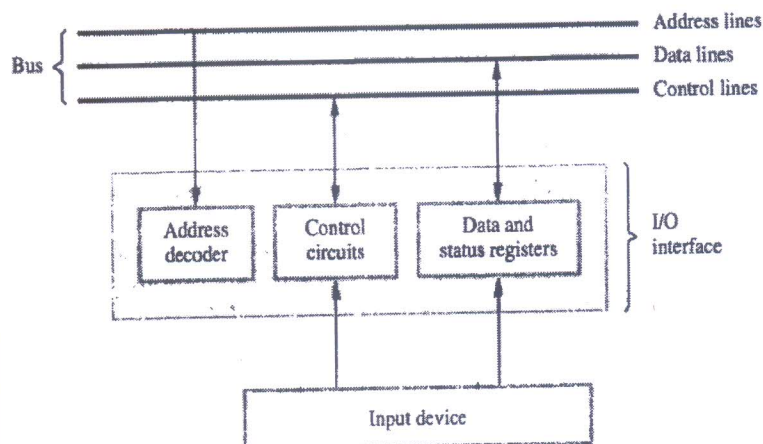 Address lines
Bus
Data lines
Control lines
Address
decoder
Control
circuits
Data and
status registers
I/O
interface
Input device